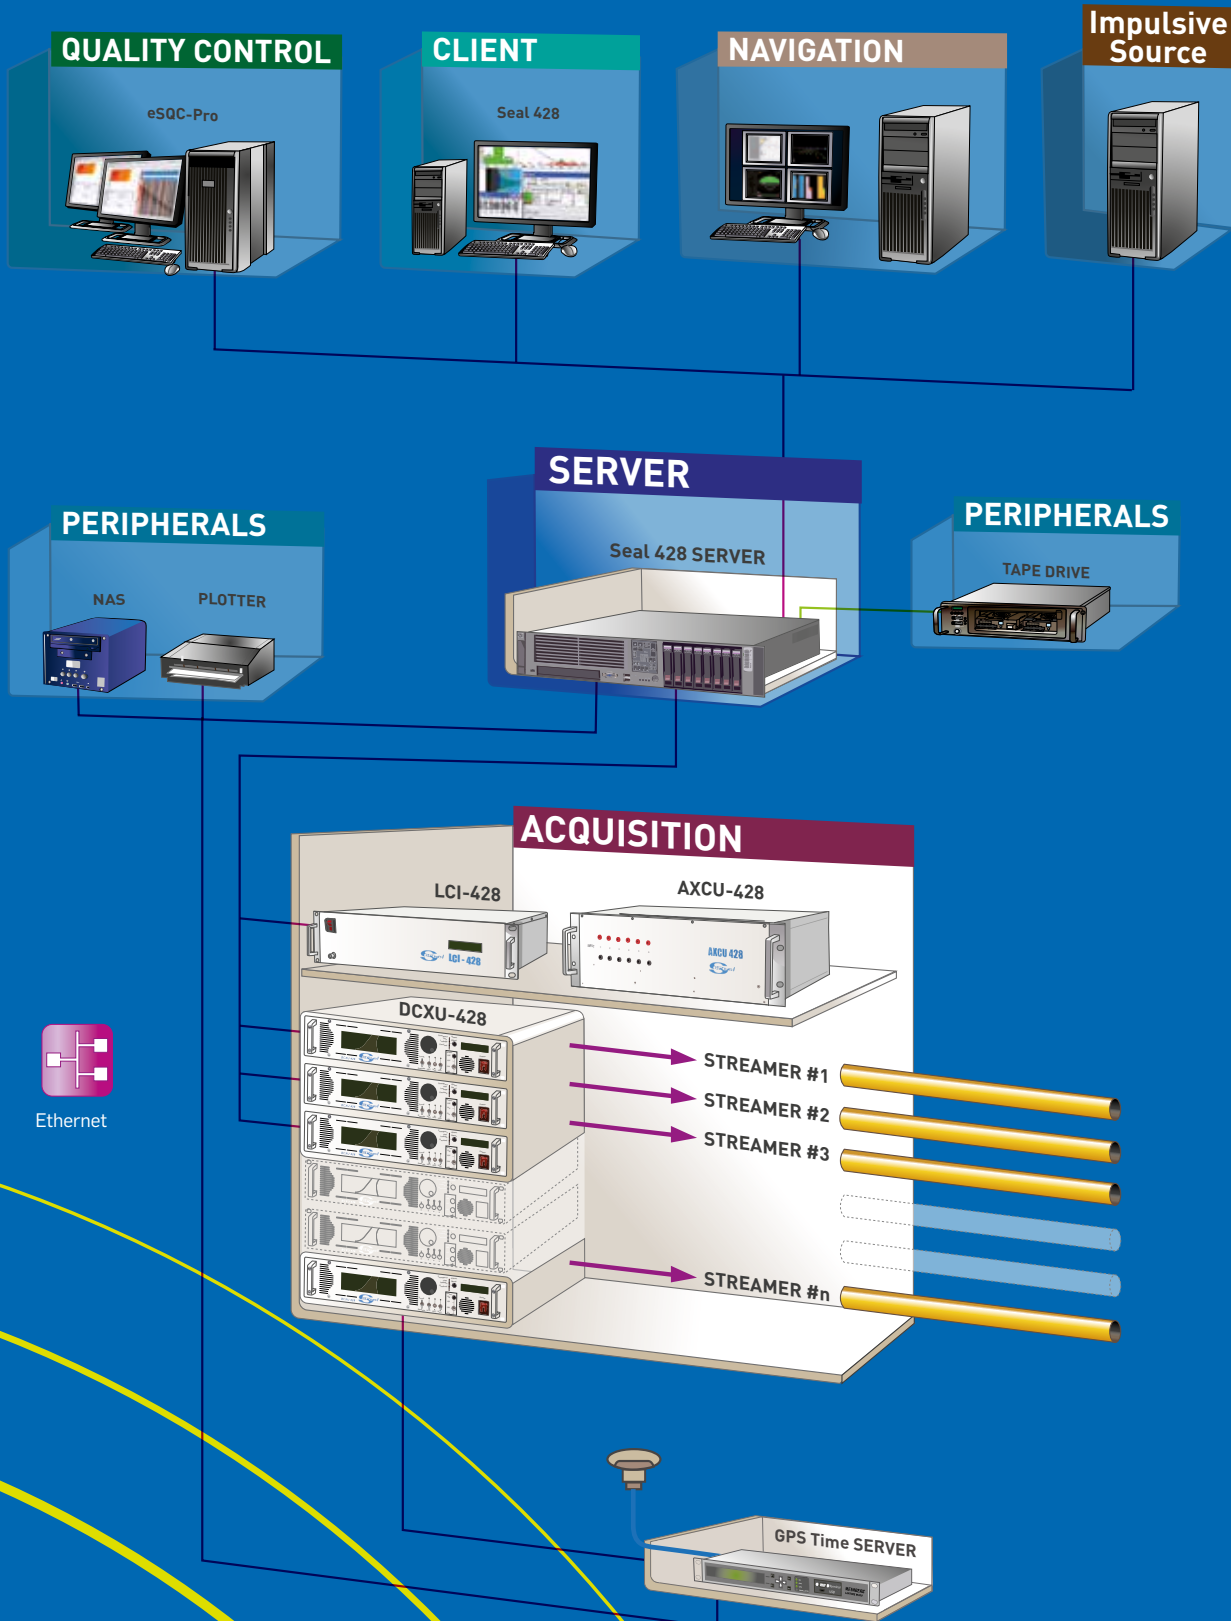 QUALITY CONTROL
eSQC-Pro
CLIENT
Seal 428
NAVIGATION
Impulsive
Source
SERVER
Seal 428 SERVER
PERIPHERALS
NAS
PLOTTER
PERIPHERALS
TAPE DRIVE
ACQUISITION
LCI-428
LCI - 428
AXCU-428
AXCU 428
DCXU-428
STREAMER #1
STREAMER #2
STREAMER #3
STREAMER #n
Ethernet
GPS Time SERVER